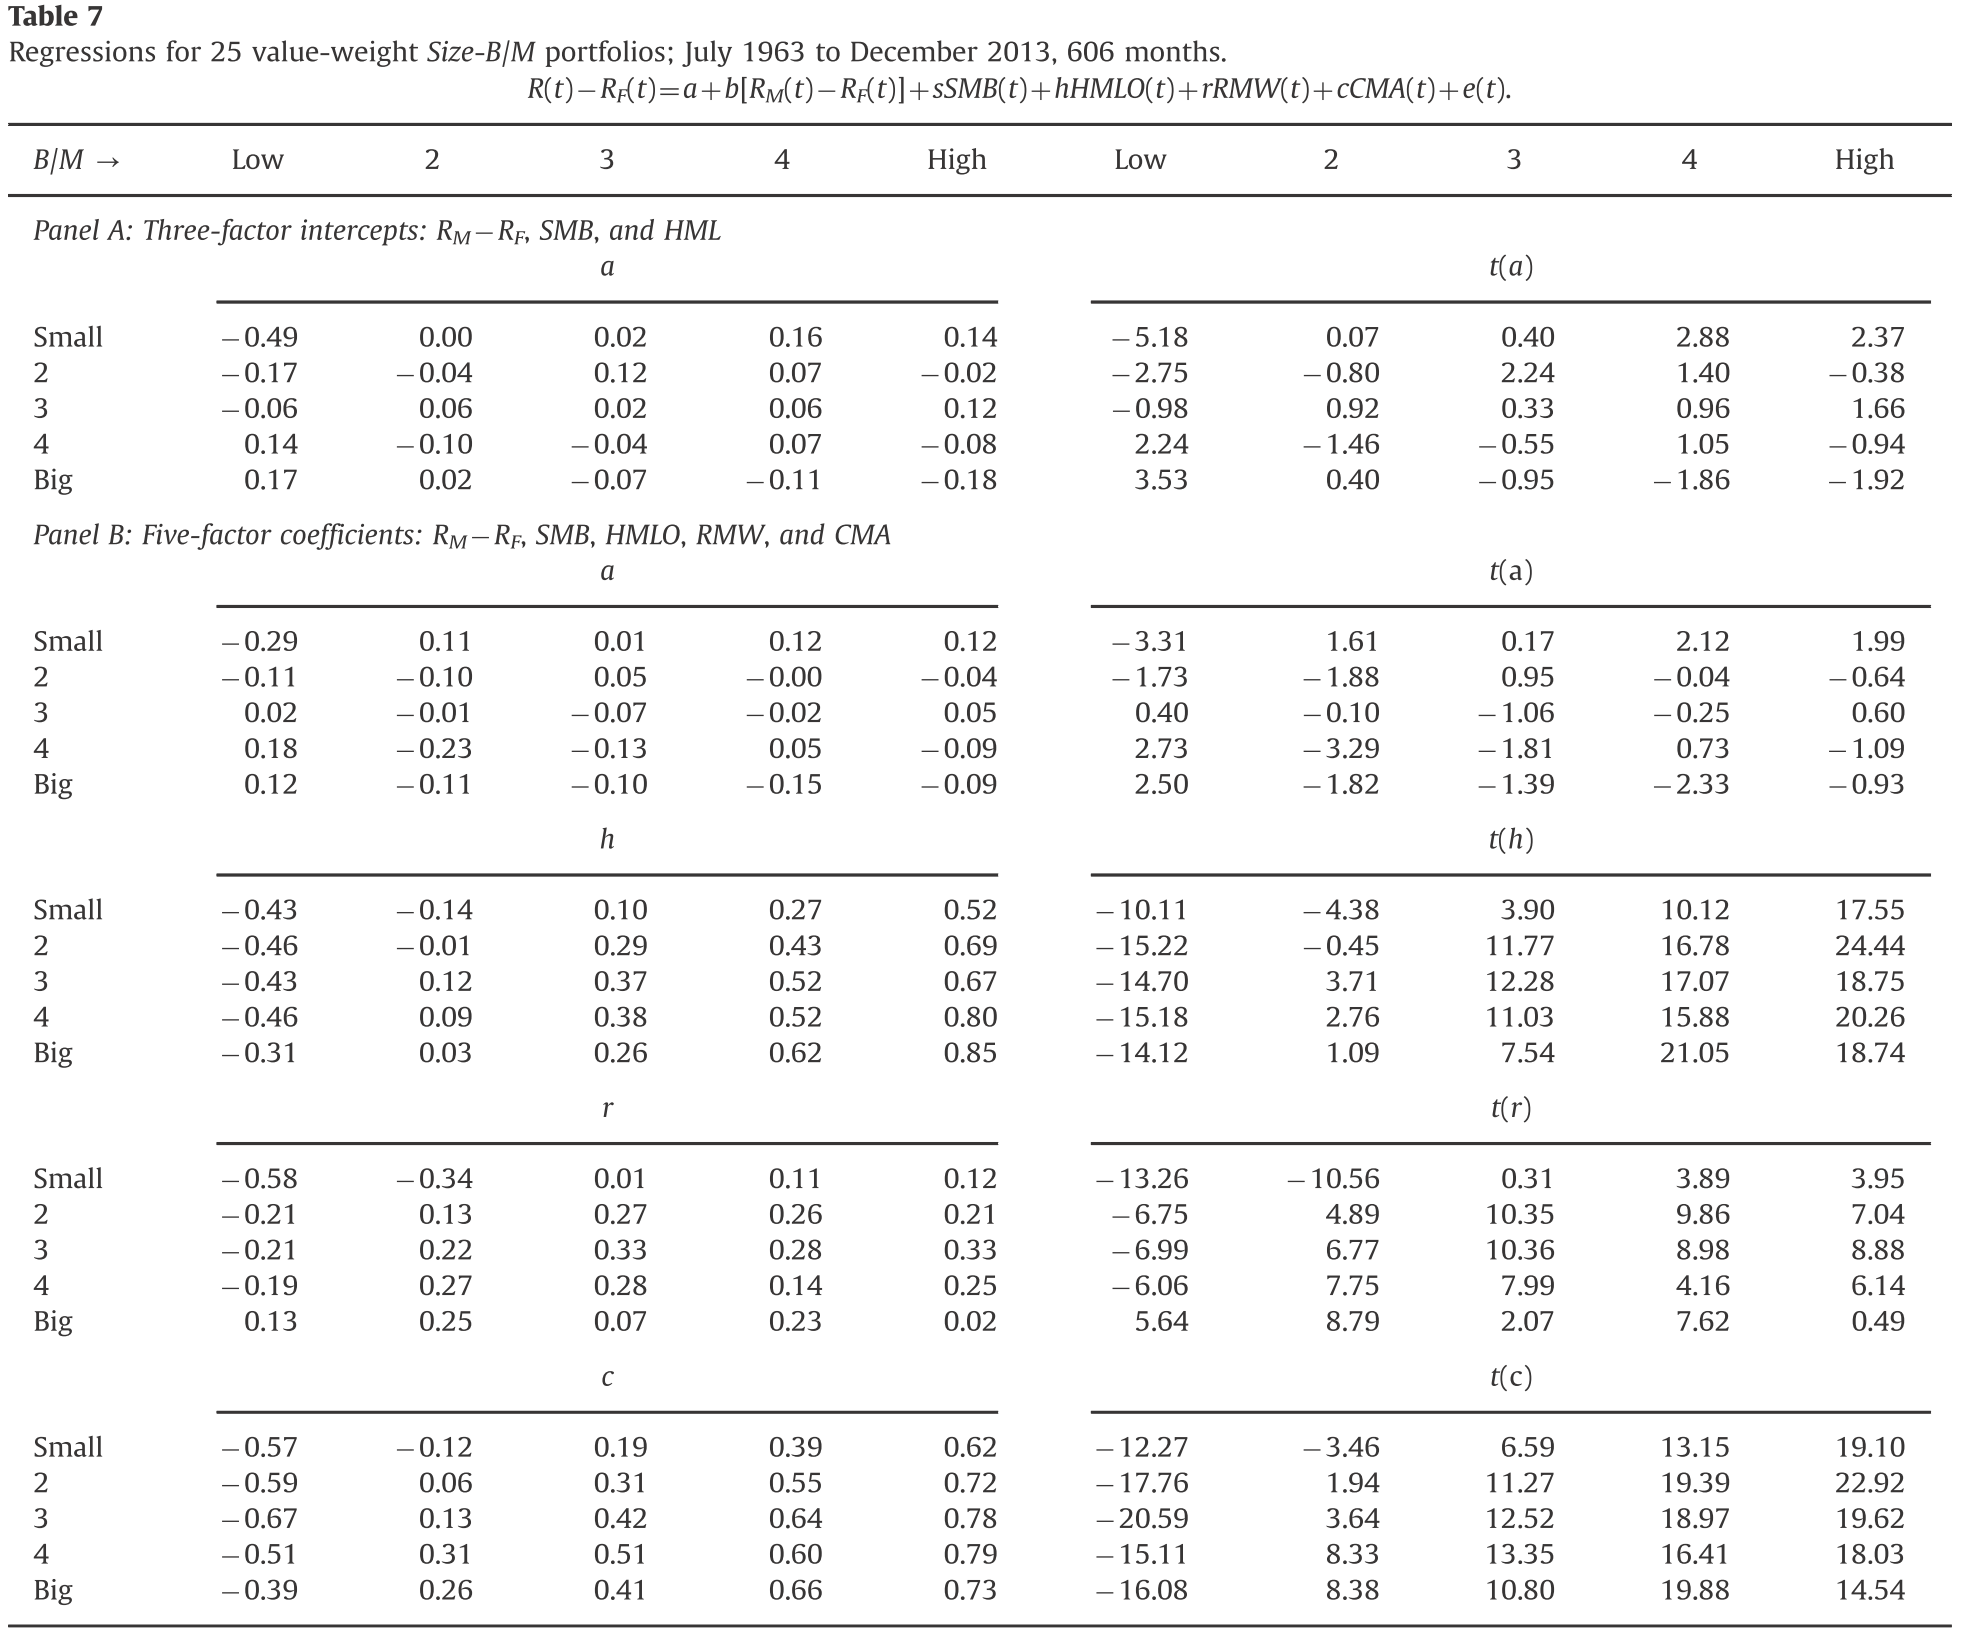 Table 7
Regressions for 25 value-weight Size-B/M portfolios; July 1963 to December 2013, 606 months.
R(t)−RF(t)=a+b[RM(t)−RF(t)]+sSMB(t)+hHMLO(t)+rRMW(t)+cCMA(t)+e(t).
B/M → Low 2 3 4 High Low 2 3 4 High
Panel A: Three-factor intercepts: RM−RF, SMB, and HML
a t(a)
Small −0.49 0.00 0.02 0.16 0.14 −5.18 0.07 0.40 2.88 2.37
2 −0.17 −0.04 0.12 0.07 −0.02 −2.75 −0.80 2.24 1.40 −0.38
3 −0.06 0.06 0.02 0.06 0.12 −0.98 0.92 0.33 0.96 1.66
4 0.14 −0.10 −0.04 0.07 −0.08 2.24 −1.46 −0.55 1.05 −0.94
Big 0.17 0.02 −0.07 −0.11 −0.18 3.53 0.40 −0.95 −1.86 −1.92
Panel B: Five-factor coefficients: RM−RF, SMB, HMLO, RMW, and CMA
a t(a)
Small −0.29 0.11 0.01 0.12 0.12 −3.31 1.61 0.17 2.12 1.99
2 −0.11 −0.10 0.05 −0.00 −0.04 −1.73 −1.88 0.95 −0.04 −0.64
3 0.02 −0.01 −0.07 −0.02 0.05 0.40 −0.10 −1.06 −0.25 0.60
4 0.18 −0.23 −0.13 0.05 −0.09 2.73 −3.29 −1.81 0.73 −1.09
Big 0.12 −0.11 −0.10 −0.15 −0.09 2.50 −1.82 −1.39 −2.33 −0.93
h t(h)
Small −0.43 −0.14 0.10 0.27 0.52 −10.11 −4.38 3.90 10.12 17.55
2 −0.46 −0.01 0.29 0.43 0.69 −15.22 −0.45 11.77 16.78 24.44
3 −0.43 0.12 0.37 0.52 0.67 −14.70 3.71 12.28 17.07 18.75
4 −0.46 0.09 0.38 0.52 0.80 −15.18 2.76 11.03 15.88 20.26
Big −0.31 0.03 0.26 0.62 0.85 −14.12 1.09 7.54 21.05 18.74
r t(r)
Small −0.58 −0.34 0.01 0.11 0.12 −13.26 −10.56 0.31 3.89 3.95
2 −0.21 0.13 0.27 0.26 0.21 −6.75 4.89 10.35 9.86 7.04
3 −0.21 0.22 0.33 0.28 0.33 −6.99 6.77 10.36 8.98 8.88
4 −0.19 0.27 0.28 0.14 0.25 −6.06 7.75 7.99 4.16 6.14
Big 0.13 0.25 0.07 0.23 0.02 5.64 8.79 2.07 7.62 0.49
c t(c)
Small −0.57 −0.12 0.19 0.39 0.62 −12.27 −3.46 6.59 13.15 19.10
2 −0.59 0.06 0.31 0.55 0.72 −17.76 1.94 11.27 19.39 22.92
3 −0.67 0.13 0.42 0.64 0.78 −20.59 3.64 12.52 18.97 19.62
4 −0.51 0.31 0.51 0.60 0.79 −15.11 8.33 13.35 16.41 18.03
Big −0.39 0.26 0.41 0.66 0.73 −16.08 8.38 10.80 19.88 14.54